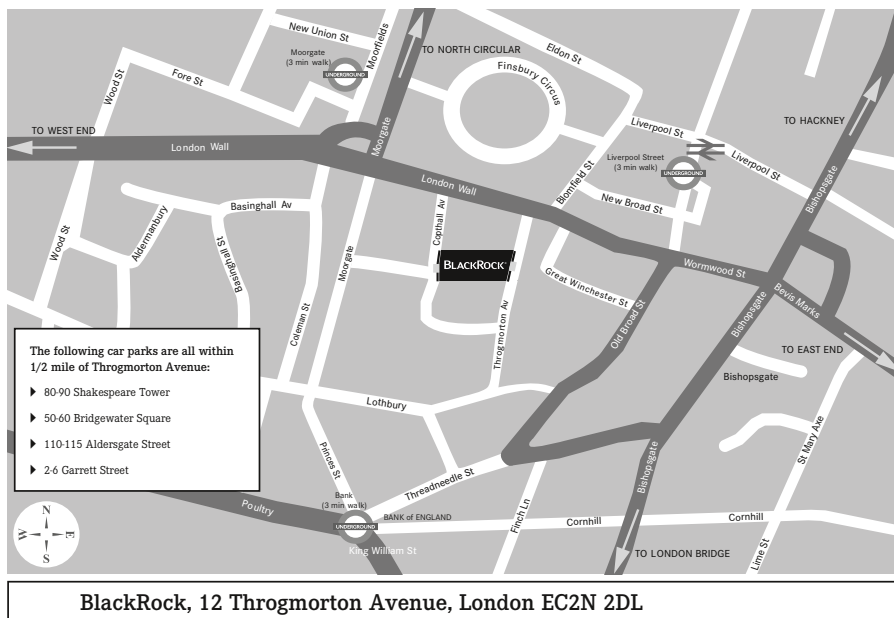 New Union St
Moorfields
Moorgate
(3 min walk)
UNDERGROUND
TO NORTH CIRCULAR
Eldon St
Finsbury Circus
Fore St
Wood St
TO WEST END
London Wall
Moorgate
Liverpool St
TO HACKNEY
Liverpool Street
(3 min walk)
UNDERGROUND
Liverpool St
London Wall
Blomfield St
New Broad St
Bishopsgate
Basinghall Av
Aldermanbury
Copthall Av
Wood St
Basinghall St
Moorgate
BLACKROCK
Wormwood St
Great Winchester St
Bevis Marks
Coleman St
Throgmorton Av
Old Broad St
Bishopsgate
TO EAST END
Bishopsgate
The following car parks are all within
1/2 mile of Throgmorton Avenue:
80-90 Shakespeare Tower
50-60 Bridgewater Square
110-115 Aldersgate Street
2-6 Garrett Street
Lothbury
Princes St
St Mary Axe
Threadneedle St
Bishopsgate
Bank
(3 min walk)
UNDERGROUND
BANK of ENGLAND
Poultry
King William St
Finch Ln
Cornhill
Cornhill
Lime St
TO LONDON BRIDGE
N
W E
S
BlackRock, 12 Throgmorton Avenue, London EC2N 2DL